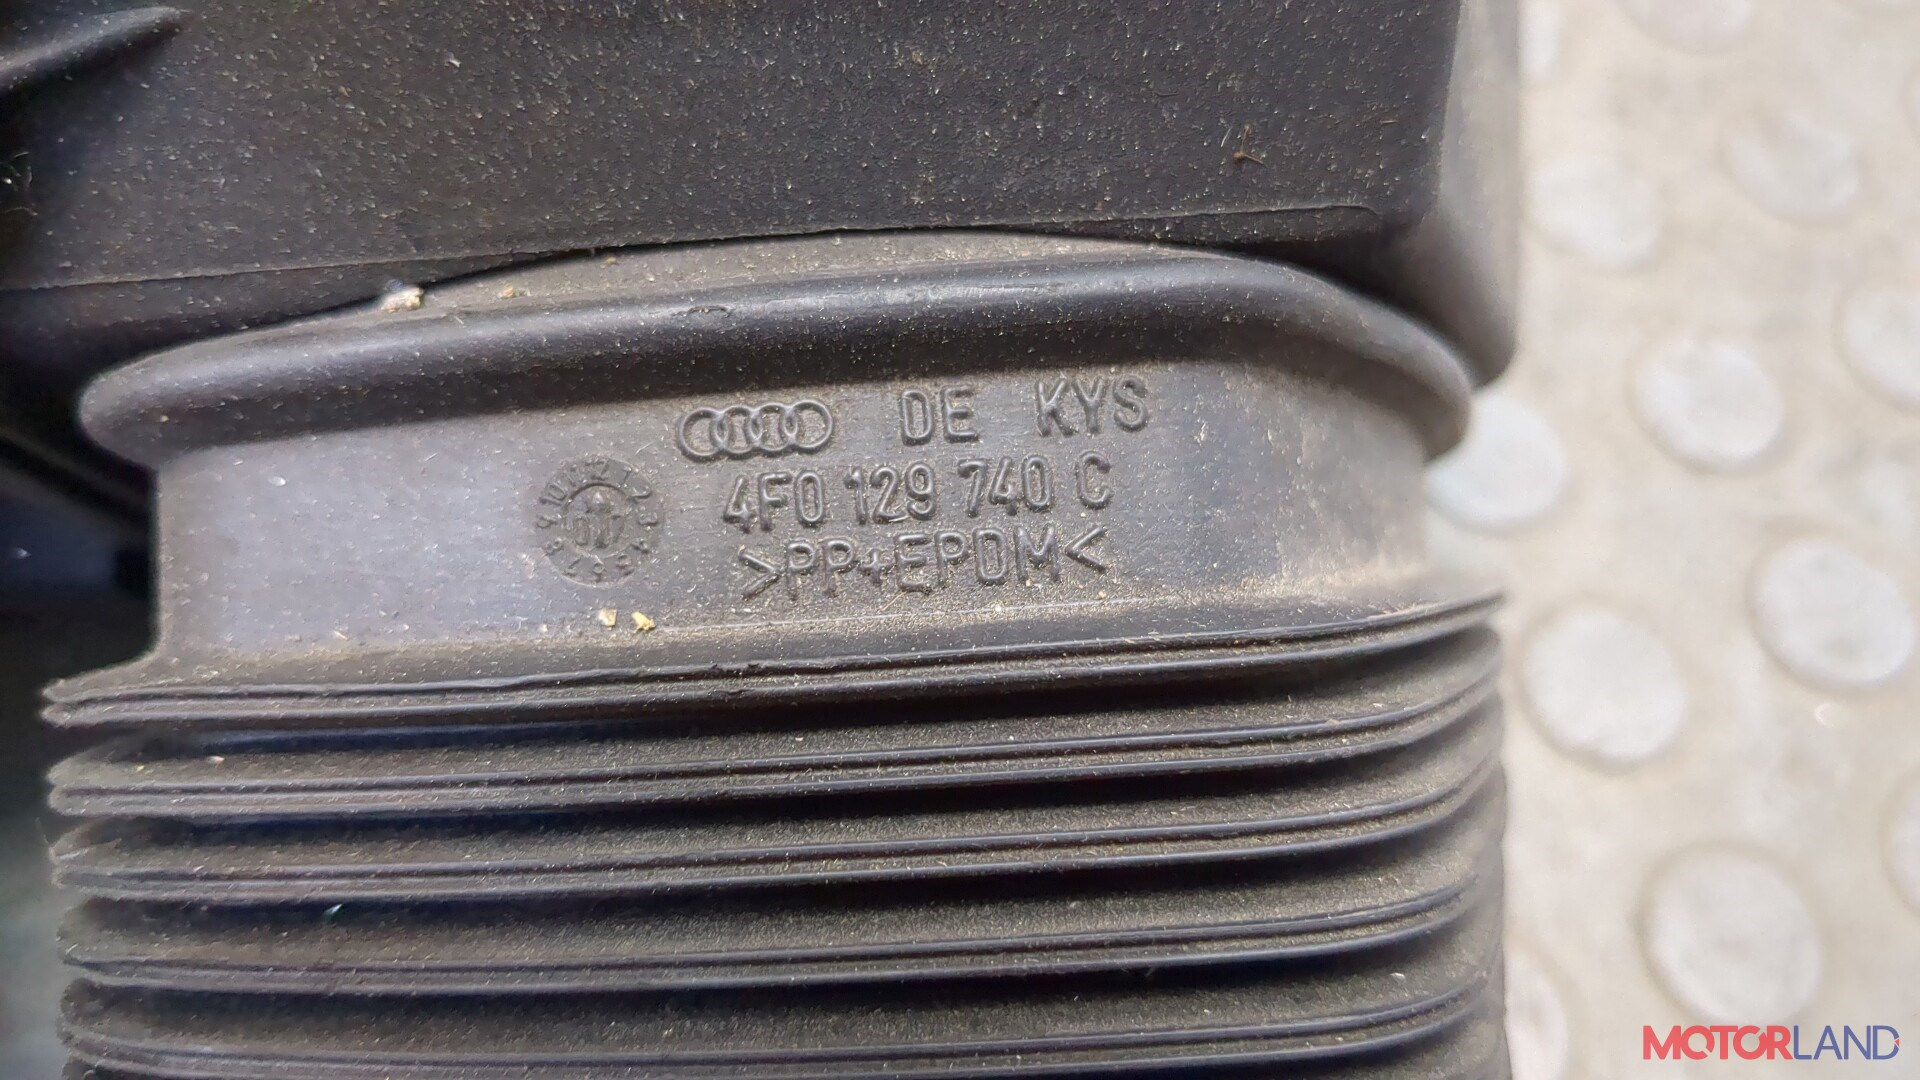 DE KYS
4F0 129 740 C
>PP+EPDM<
MOTORLAND